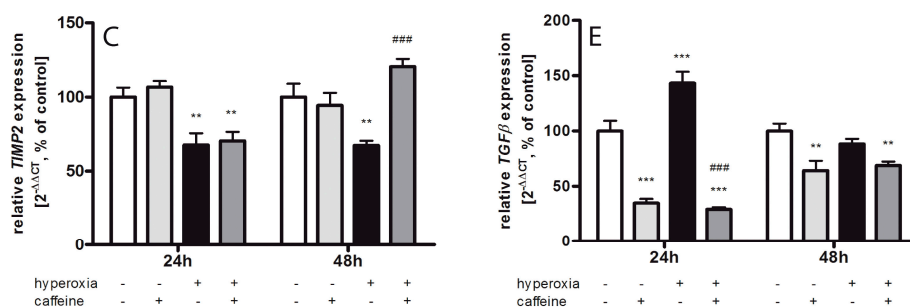 C
relative TIMP2 expression
[2-ΔΔCT, % of control]
150
100
50
0
** ** ** ###
24h 48h
hyperoxia - - + + - - + +
caffeine - + - + - + - +
E
relative TGFβ expression
[2-ΔΔCT, % of control]
200
150
100
50
0
*** *** ### *** ** **
24h 48h
hyperoxia - - + + - - + +
caffeine - + - + - + - +